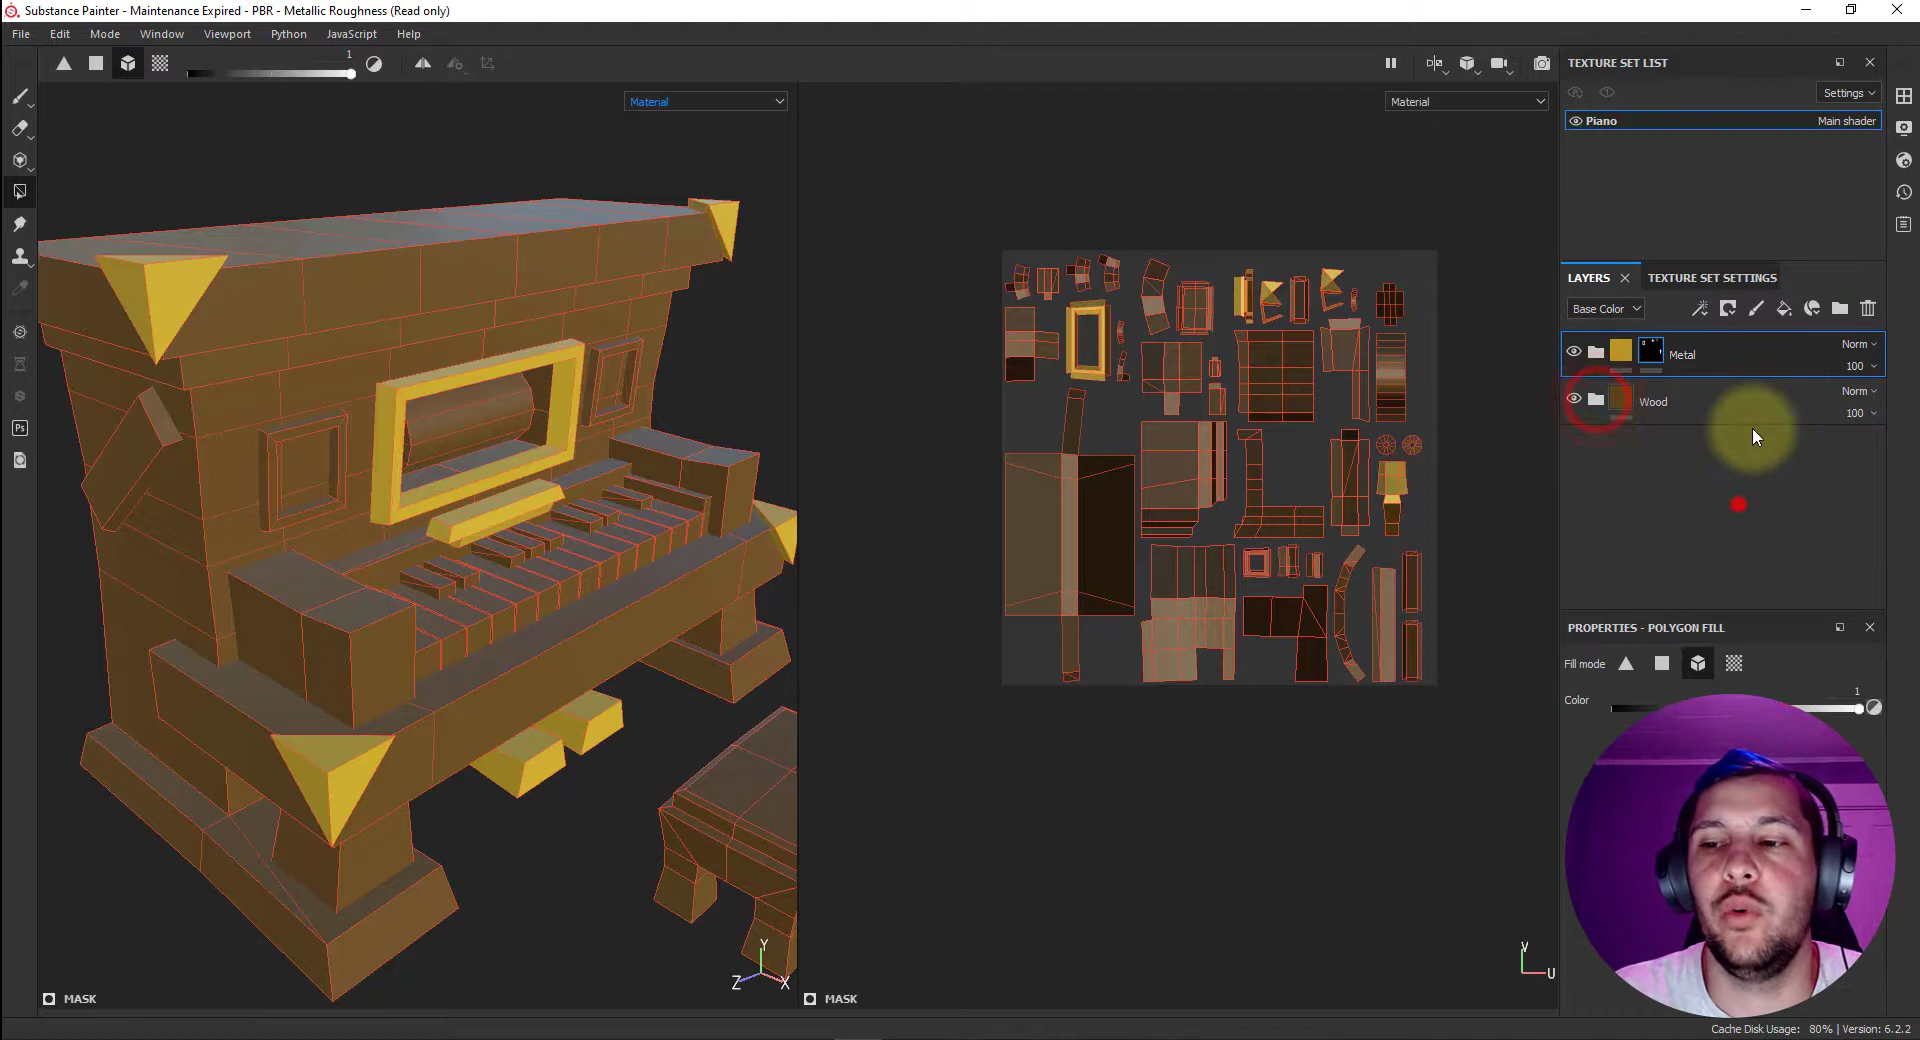 Substance Painter - Maintenance Expired - PBR - Metallic Roughness (Read only)
File Edit Mode Window Viewport Python JavaScript Help
1
Material
Material
TEXTURE SET LIST
Settings
Piano Main shader
LAYERS TEXTURE SET SETTINGS
Base Color
Metal Norm
100
Wood Norm
100
PROPERTIES - POLYGON FILL
Fill mode
Color 1
Ps
Y
Z X
V
U
MASK
MASK
Cache Disk Usage: 80% | Version: 6.2.2